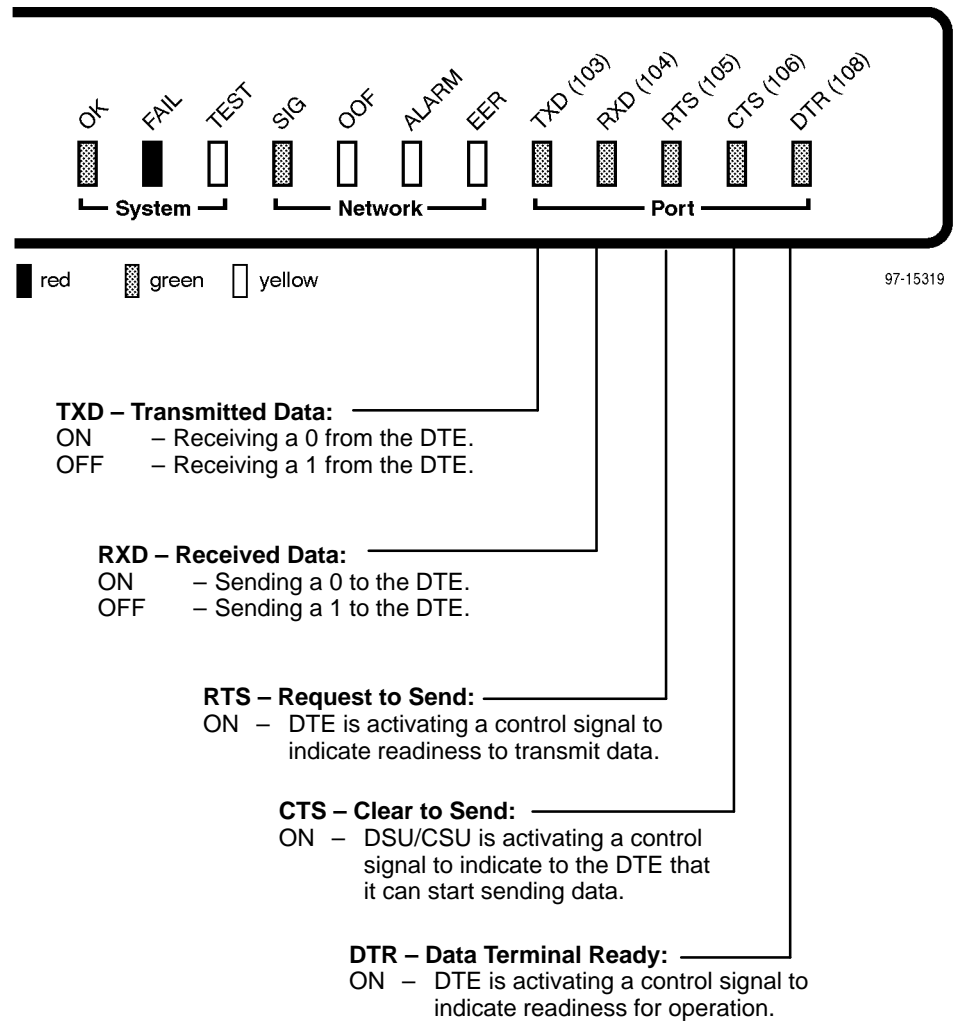 OK FAIL TEST SIG OOF ALARM EER TXD (103) RXD (104) RTS (105) CTS (106) DTR (108)
System Network Port
red green yellow 97-15319
TXD – Transmitted Data:
ON – Receiving a 0 from the DTE.
OFF – Receiving a 1 from the DTE.
RXD – Received Data:
ON – Sending a 0 to the DTE.
OFF – Sending a 1 to the DTE.
RTS – Request to Send:
ON – DTE is activating a control signal to
indicate readiness to transmit data.
CTS – Clear to Send:
ON – DSU/CSU is activating a control
signal to indicate to the DTE that
it can start sending data.
DTR – Data Terminal Ready:
ON – DTE is activating a control signal to
indicate readiness for operation.